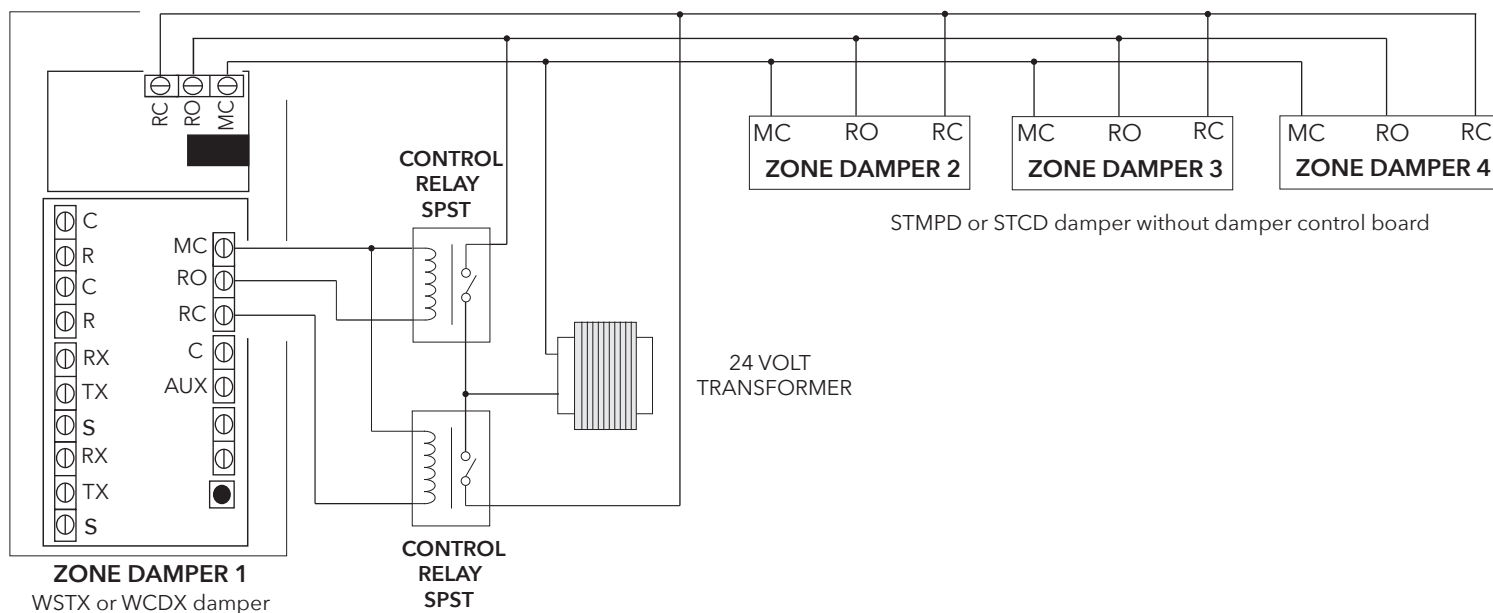 RC
RO
MC
C
R
C
R
RX
TX
S
RX
TX
S
MC
RO
RC
C
AUX
ZONE DAMPER 1
WSTX or WCDX damper
CONTROL
RELAY
SPST
CONTROL
RELAY
SPST
24 VOLT
TRANSFORMER
MC RO RC
ZONE DAMPER 2
MC RO RC
ZONE DAMPER 3
MC RO RC
ZONE DAMPER 4
STMPD or STCD damper without damper control board